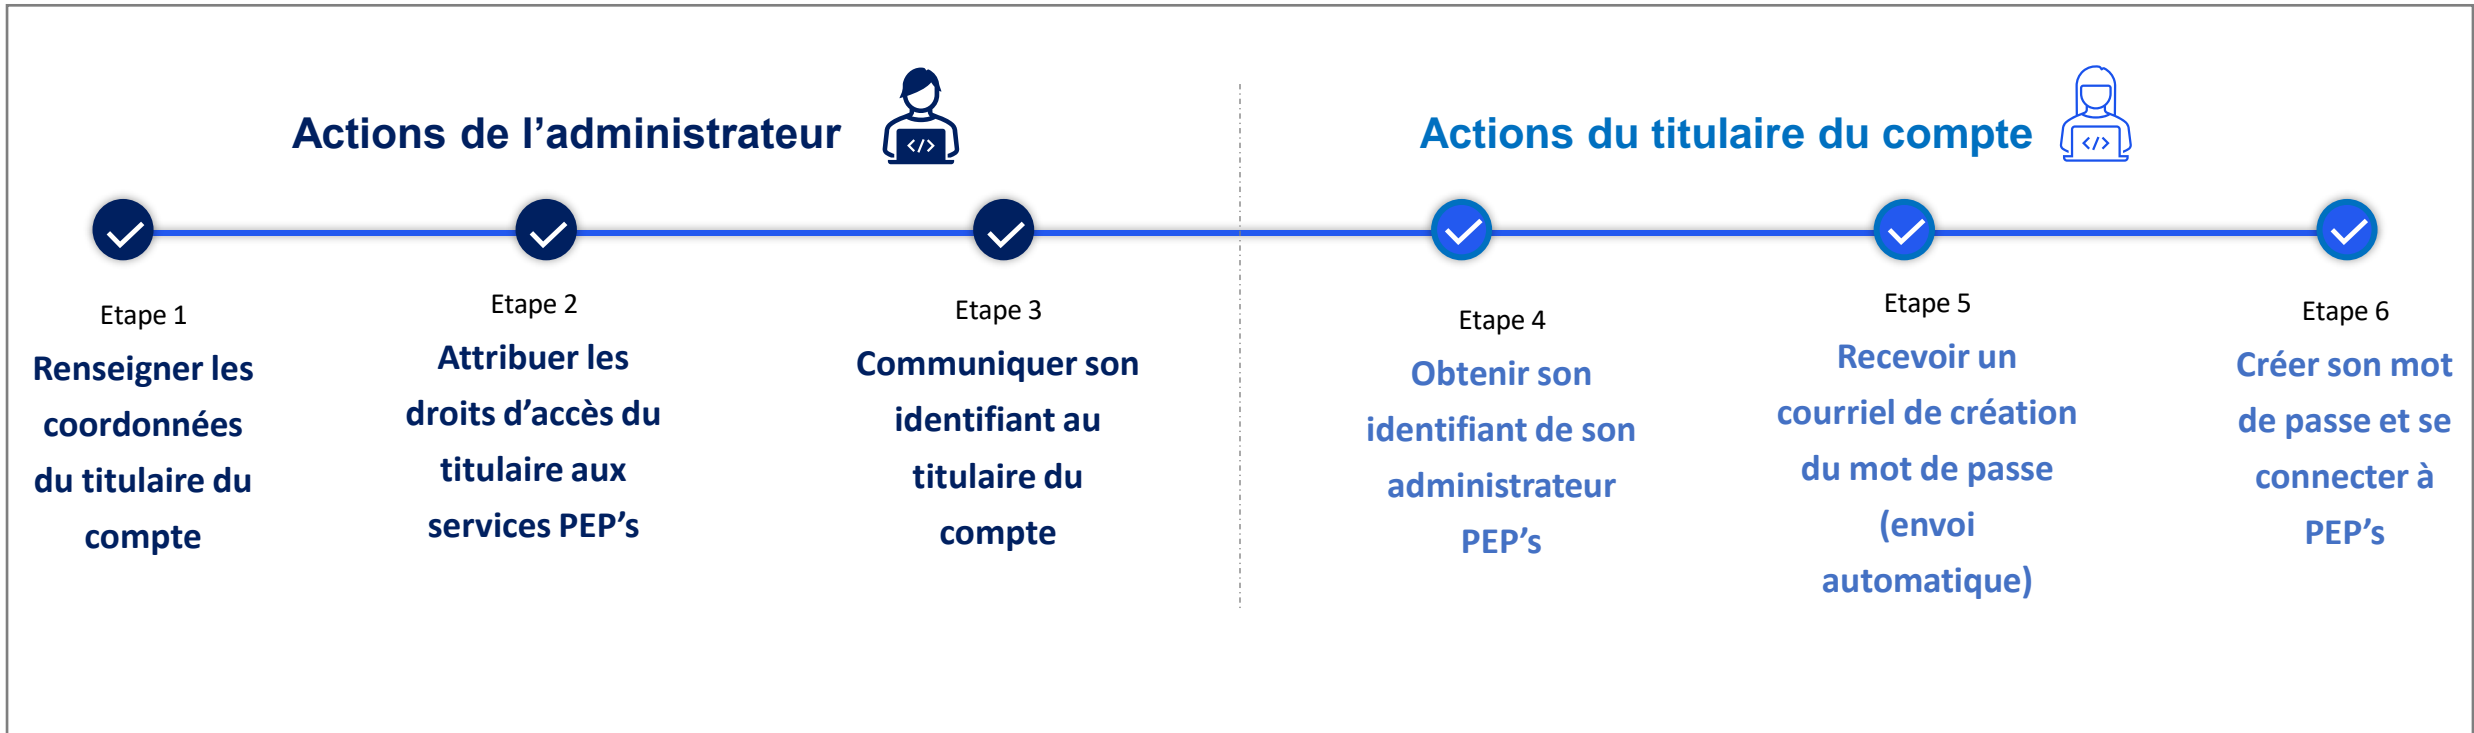 Actions de l’administrateur
</>
Actions du titulaire du compte
</>
Etape 1
Renseigner les
coordonnées
du titulaire du
compte
Etape 2
Attribuer les
droits d’accès du
titulaire aux
services PEP’s
Etape 3
Communiquer son
identifiant au
titulaire du
compte
Etape 4
Obtenir son
identifiant de son
administrateur
PEP’s
Etape 5
Recevoir un
courriel de création
du mot de passe
(envoi
automatique)
Etape 6
Créer son mot
de passe et se
connecter à
PEP’s